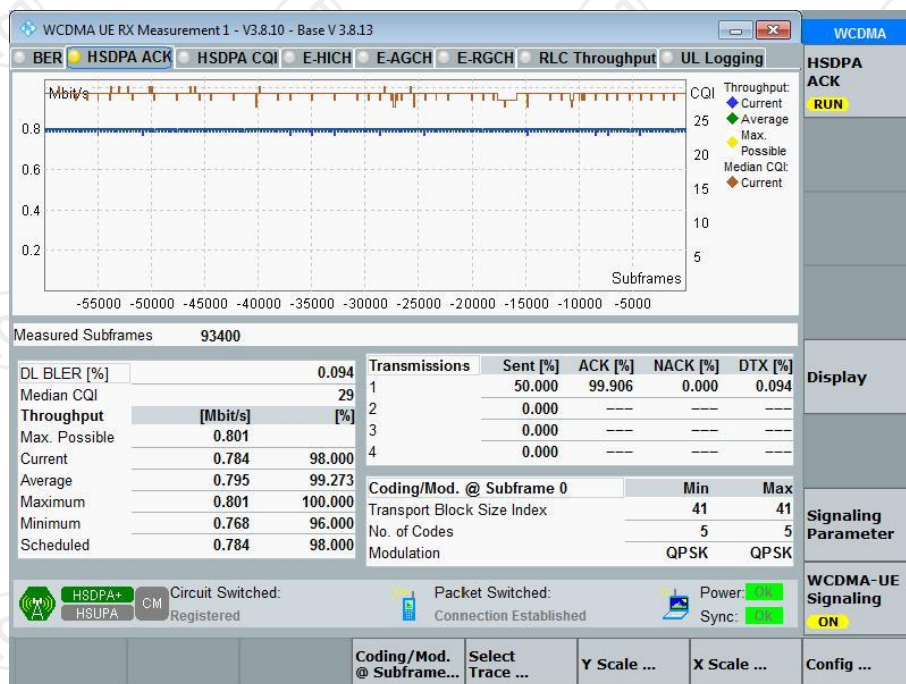 WCDMA UE RX Measurement 1 - V3.8.10 - Base V 3.8.13
WCDMA
BER HSDPA ACK HSDPA CQI E-HICH E-AGCH E-RGCH RLC Throughput UL Logging
HSDPA
ACK
RUN
Mbit/s
CQI
0.8
0.6
0.4
0.2
25
20
15
10
5
Throughput:
Current
Average
Max.
Possible
Median CQI:
Current
Subframes
-55000 -50000 -45000 -40000 -35000 -30000 -25000 -20000 -15000 -10000 -5000
Measured Subframes 93400
DL BLER [%] 0.094
Median CQI 29
Throughput [Mbit/s] [%]
Max. Possible 0.801
Current 0.784 98.000
Average 0.795 99.273
Maximum 0.801 100.000
Minimum 0.768 96.000
Scheduled 0.784 98.000
Transmissions Sent [%] ACK [%] NACK [%] DTX [%]
1 50.000 99.906 0.000 0.094
2 0.000 --- --- ---
3 0.000 --- --- ---
4 0.000 --- --- ---
Coding/Mod. @ Subframe 0 Min Max
Transport Block Size Index 41 41
No. of Codes 5 5
Modulation QPSK QPSK
Display
Signaling
Parameter
WCDMA-UE
Signaling
ON
HSDPA+
HSUPA
CM
Circuit Switched:
Registered
Packet Switched:
Connection Established
Power: OK
Sync: OK
Coding/Mod.
@ Subframe...
Select
Trace ...
Y Scale ...
X Scale ...
Config ...